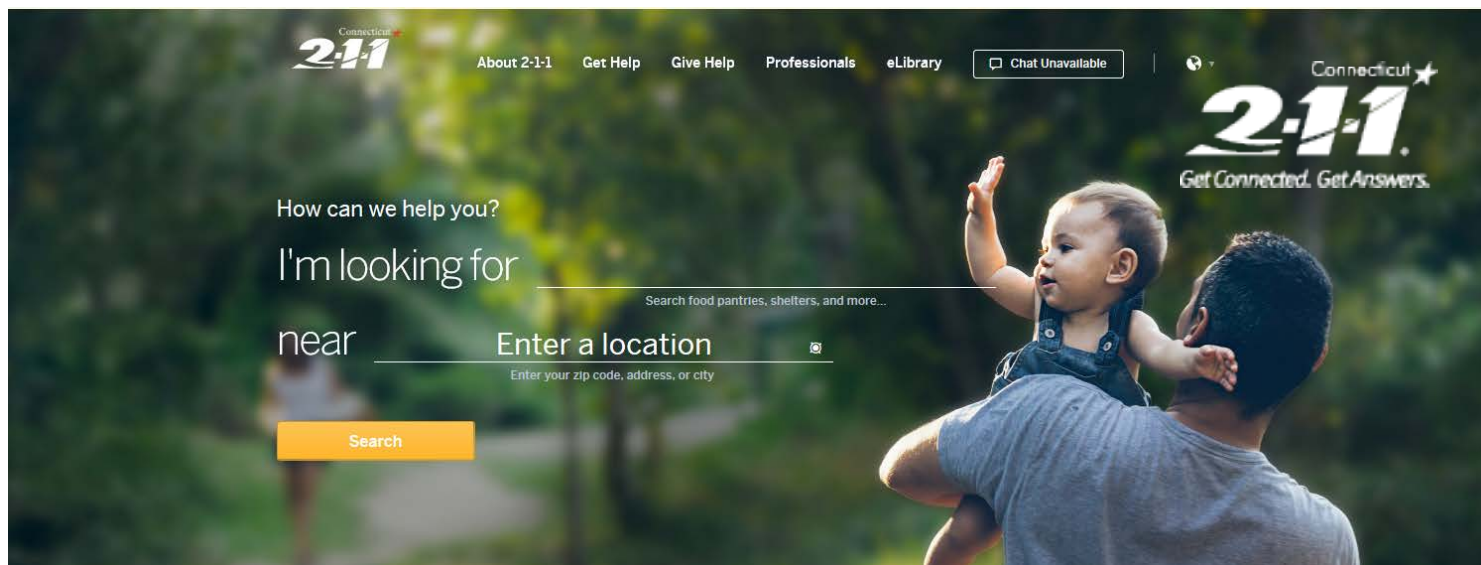 Connecticut
2-1-1
About 2-1-1 Get Help Give Help Professionals eLibrary Chat Unavailable
Connecticut
2-1-1.
Get Connected. Get Answers.
How can we help you?
I'm looking for
Search food pantries, shelters, and more...
near Enter a location
Enter your zip code, address, or city
Search